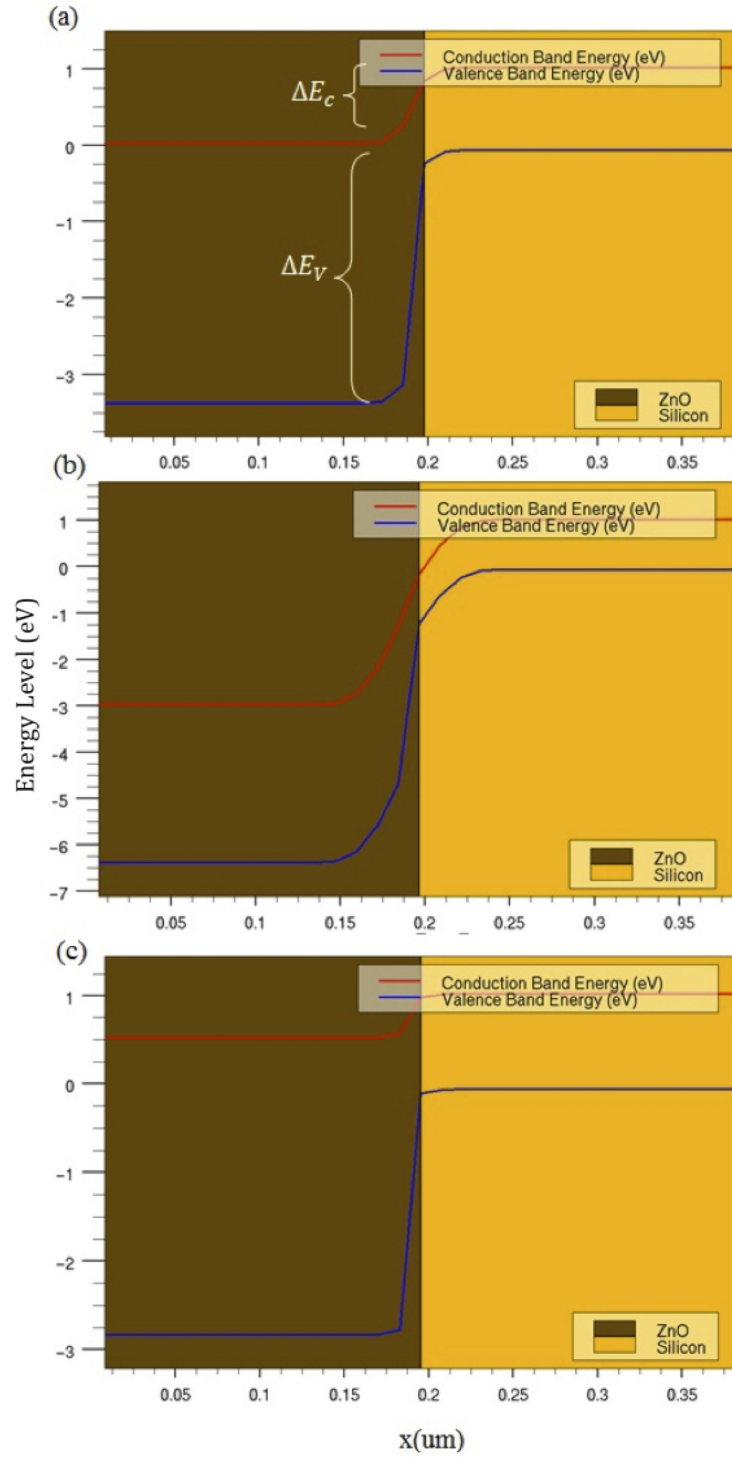 (a)
Conduction Band Energy (eV)
Valence Band Energy (eV)
1
0
-1
-2
-3
ΔE_c
ΔE_V
ZnO
Silicon
0.05 0.1 0.15 0.2 0.25 0.3 0.35
(b)
Conduction Band Energy (eV)
Valence Band Energy (eV)
1
0
-1
-2
-3
-4
-5
-6
-7
Energy Level (eV)
ZnO
Silicon
0.05 0.1 0.15 0.2 0.25 0.3 0.35
(c)
Conduction Band Energy (eV)
Valence Band Energy (eV)
1
0
-1
-2
-3
ZnO
Silicon
0.05 0.1 0.15 0.2 0.25 0.3 0.35
x(um)